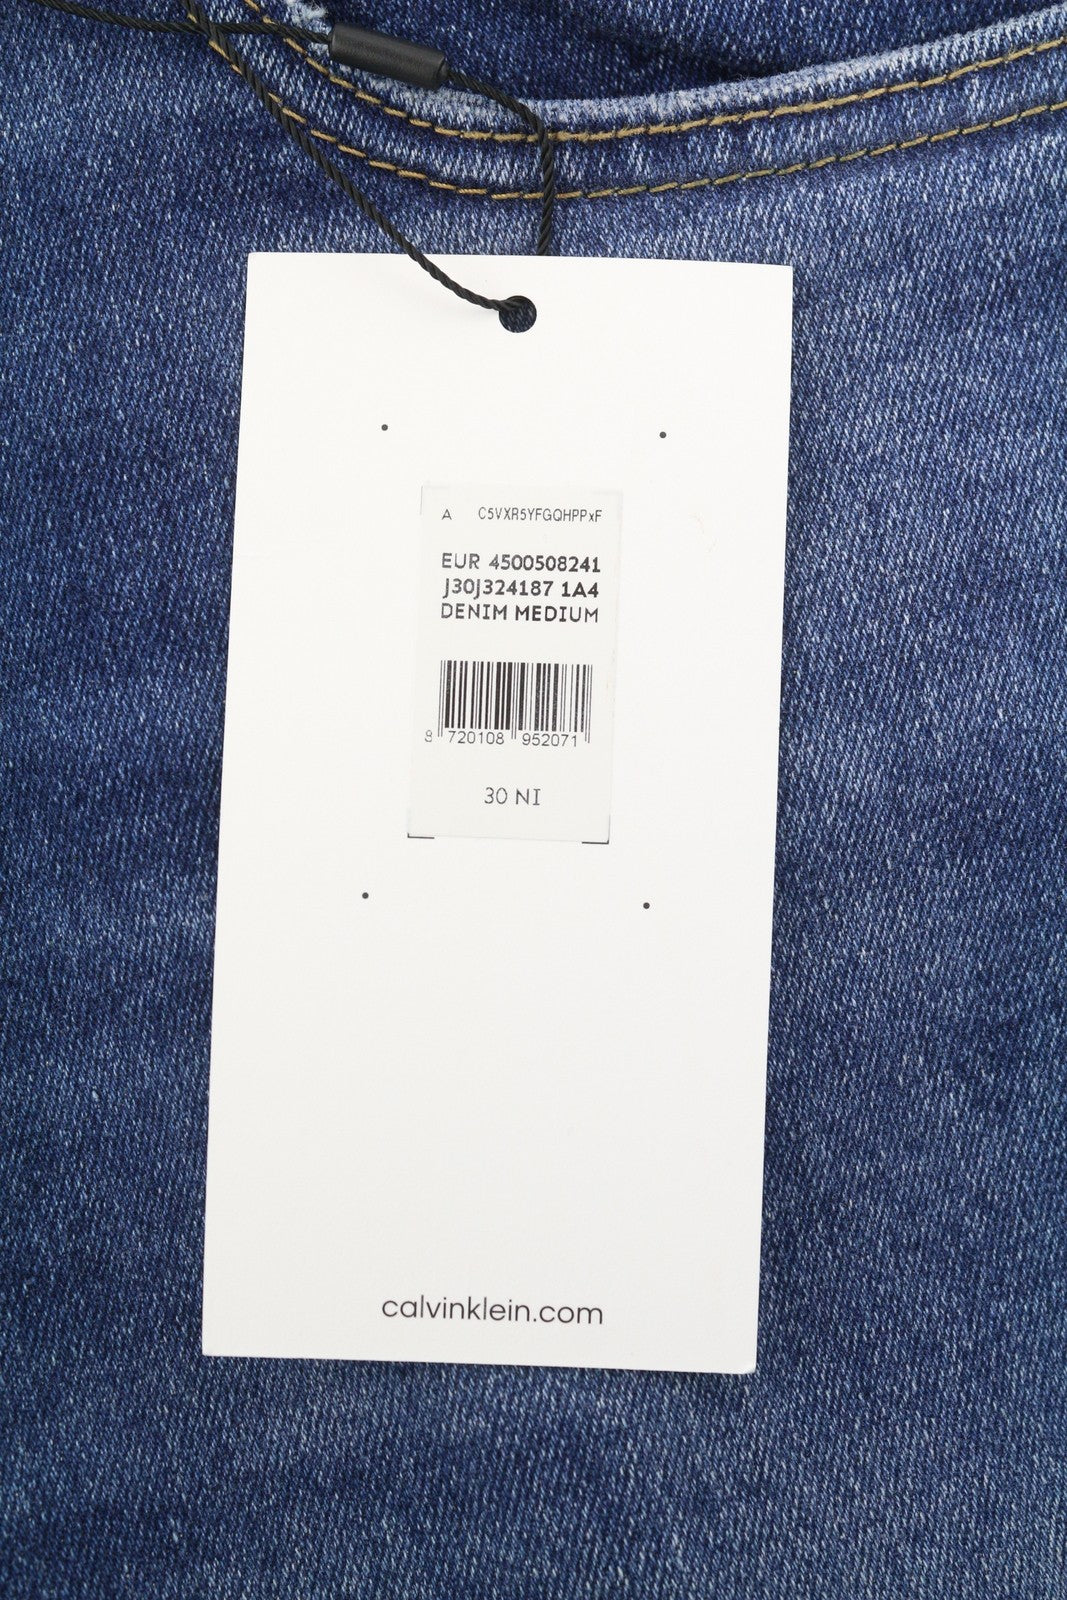 A C5VXR5YFGQHPPxF
EUR 4500508241
J30J324187 1A4
DENIM MEDIUM
8 720108 952071
30 NI
calvinklein.com